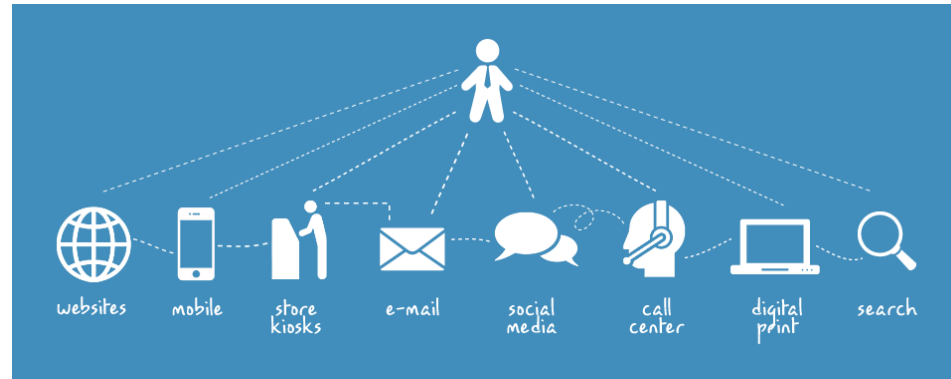 websites
mobile
store
kiosks
e-mail
social
media
call
center
digital
print
search